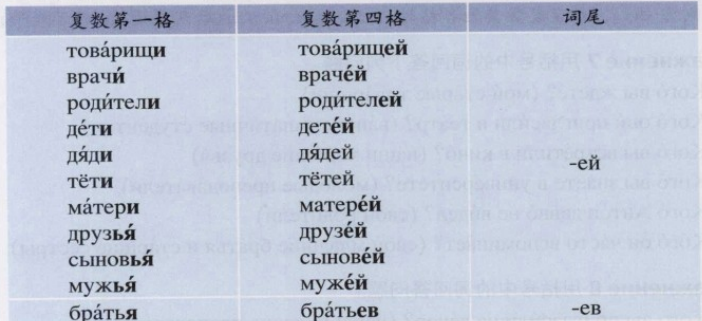 复数第一格 复数第四格 词尾
това́рищи това́рищей
врачи́ враче́й
роди́тели роди́телей
де́ти дете́й
дя́ди дя́дей -ей
тёти тётей
ма́тери матере́й
друзья́ друзе́й
сыновья́ сынове́й
мужья́ муже́й
бра́тья бра́тьев -ев